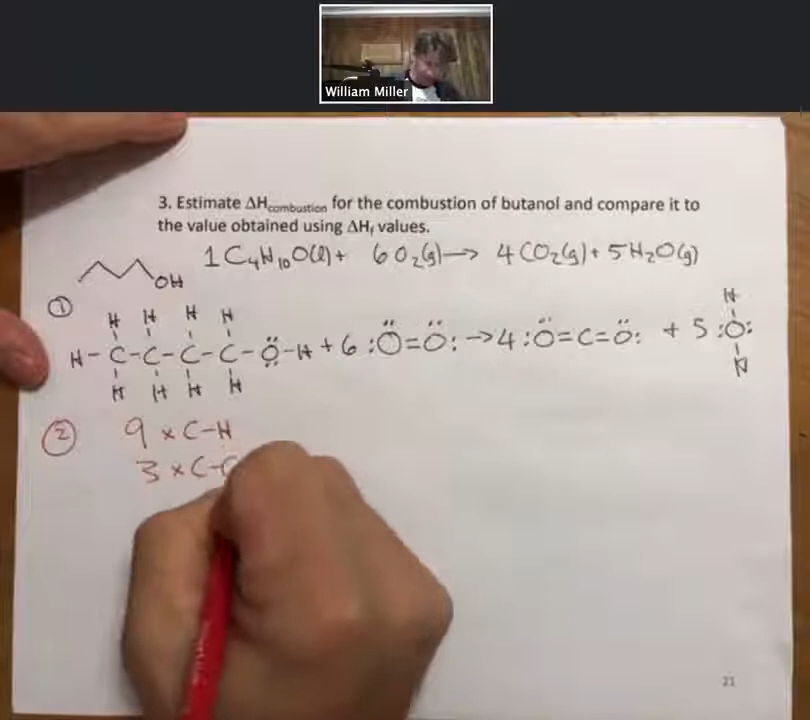 William Miller
3. Estimate ΔHcombustion for the combustion of butanol and compare it to
the value obtained using ΔHf values.
1 C4H10O(l) + 6 O2(g) → 4 CO2(g) + 5 H2O(g)
OH
①
H H H H H
H - C - C - C - C - Ö - H + 6 :Ö=Ö: → 4 :Ö=C=Ö: + 5 :O:
H H H H H
② 9 x C-H
3 x C-C
21